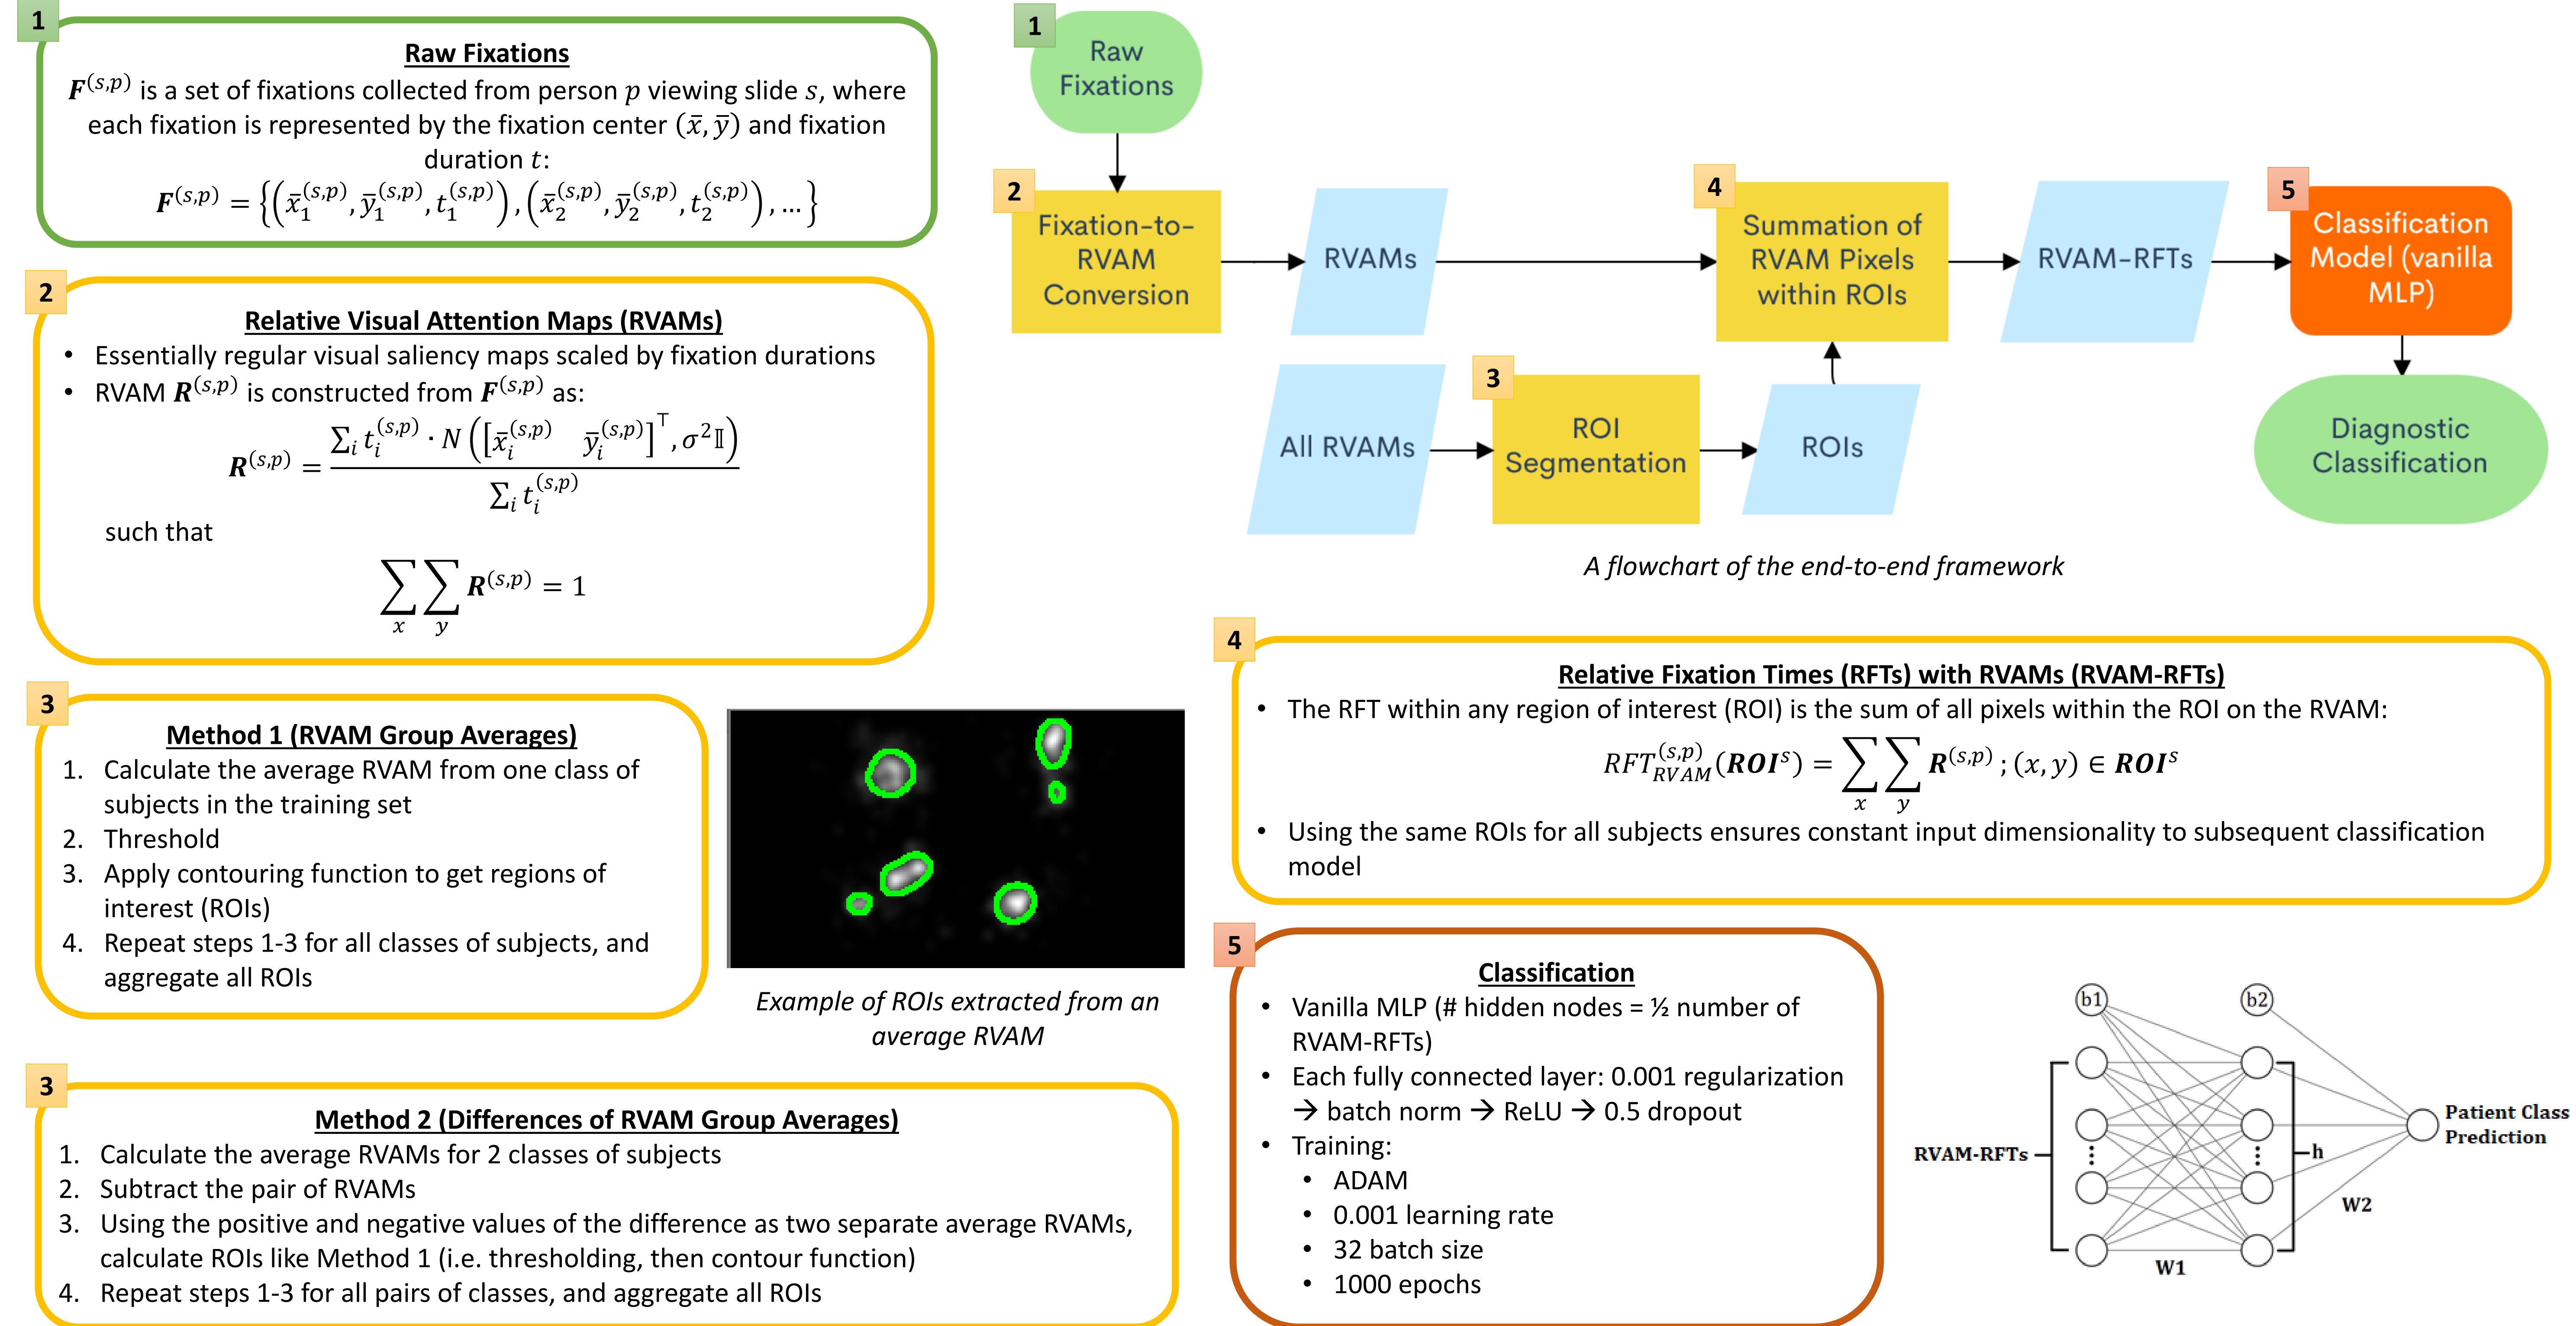 1
Raw Fixations
F^(s,p) is a set of fixations collected from person p viewing slide s, where
each fixation is represented by the fixation center (x̄, ȳ) and fixation
duration t:
F^(s,p) = {(x̄_1^(s,p), ȳ_1^(s,p), t_1^(s,p)), (x̄_2^(s,p), ȳ_2^(s,p), t_2^(s,p)), …}
2
Relative Visual Attention Maps (RVAMs)
• Essentially regular visual saliency maps scaled by fixation durations
• RVAM R^(s,p) is constructed from F^(s,p) as:
R^(s,p) = ∑_i t_i^(s,p) · N([x̄_i^(s,p) ȳ_i^(s,p)]^⊤, σ²𝕀) / ∑_i t_i^(s,p)
such that
∑_x ∑_y R^(s,p) = 1
3
Method 1 (RVAM Group Averages)
1. Calculate the average RVAM from one class of
subjects in the training set
2. Threshold
3. Apply contouring function to get regions of
interest (ROIs)
4. Repeat steps 1-3 for all classes of subjects, and
aggregate all ROIs
Example of ROIs extracted from an
average RVAM
3
Method 2 (Differences of RVAM Group Averages)
1. Calculate the average RVAMs for 2 classes of subjects
2. Subtract the pair of RVAMs
3. Using the positive and negative values of the difference as two separate average RVAMs,
calculate ROIs like Method 1 (i.e. thresholding, then contour function)
4. Repeat steps 1-3 for all pairs of classes, and aggregate all ROIs
1
Raw
Fixations
2
Fixation-to-
RVAM
Conversion
RVAMs
All RVAMs
3
ROI
Segmentation
ROIs
4
Summation of
RVAM Pixels
within ROIs
RVAM-RFTs
5
Classification
Model (vanilla
MLP)
Diagnostic
Classification
A flowchart of the end-to-end framework
4
Relative Fixation Times (RFTs) with RVAMs (RVAM-RFTs)
• The RFT within any region of interest (ROI) is the sum of all pixels within the ROI on the RVAM:
RFT_RVAM^(s,p)(ROI^s) = ∑_x ∑_y R^(s,p) ; (x, y) ∈ ROI^s
• Using the same ROIs for all subjects ensures constant input dimensionality to subsequent classification
model
5
Classification
• Vanilla MLP (# hidden nodes = ½ number of
RVAM-RFTs)
• Each fully connected layer: 0.001 regularization
→ batch norm → ReLU → 0.5 dropout
• Training:
• ADAM
• 0.001 learning rate
• 32 batch size
• 1000 epochs
b1
b2
RVAM-RFTs
h
Patient Class
Prediction
W2
W1